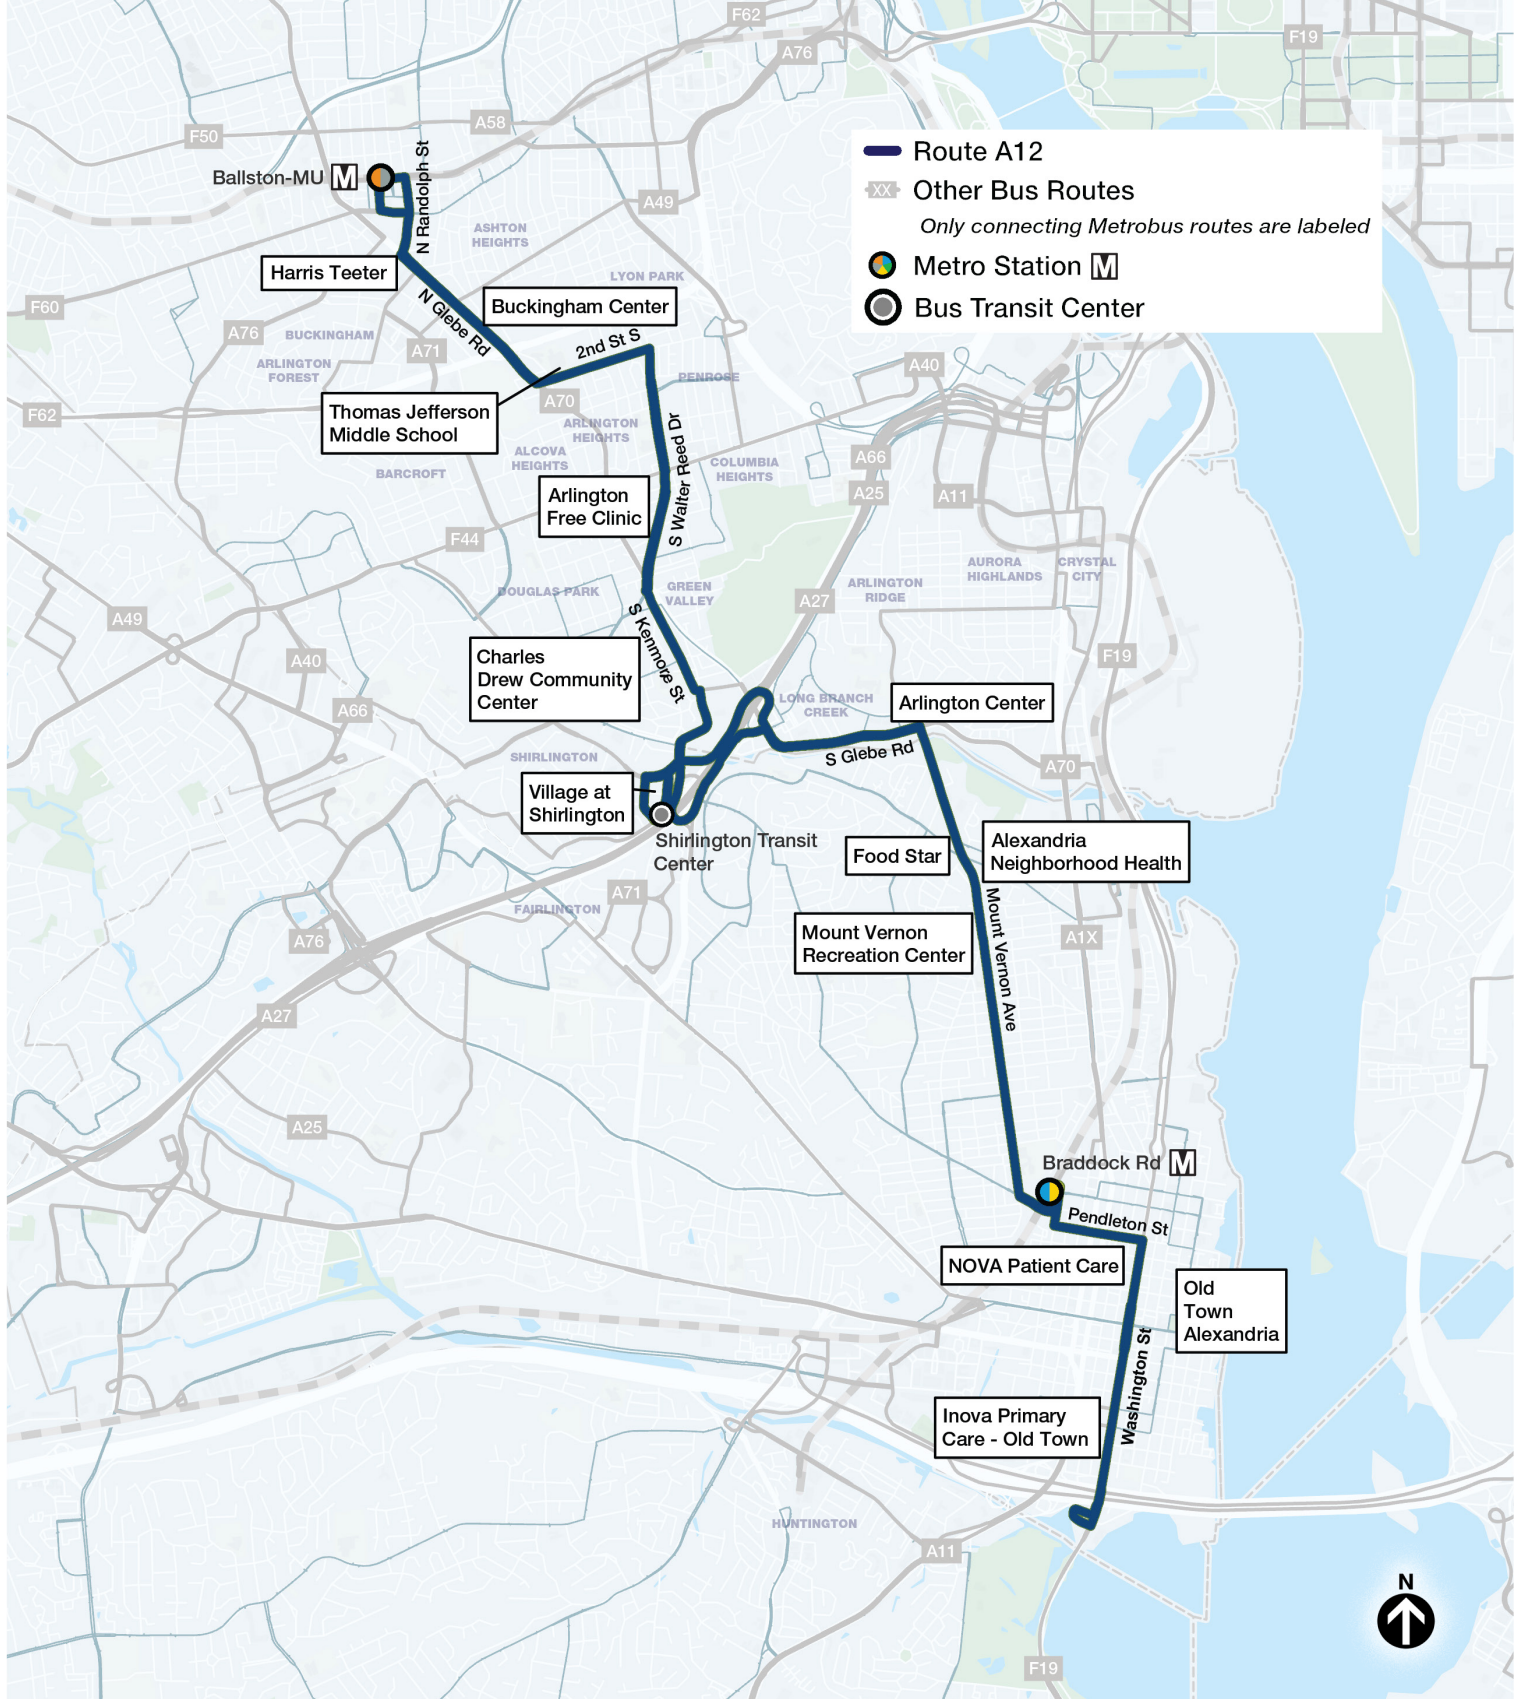 F62
F19
A76
A58
F50
Route A12
XX Other Bus Routes
Only connecting Metrobus routes are labeled
Metro Station M
Bus Transit Center
Ballston-MU M
N Randolph St
A49
ASHTON
HEIGHTS
Harris Teeter
LYON PARK
F60
N Glebe Rd
Buckingham Center
A76
BUCKINGHAM
A71
2nd St S
ARLINGTON
FOREST
PENROSE
A40
F62
Thomas Jefferson
Middle School
A70
ARLINGTON
HEIGHTS
S Walter Reed Dr
ALCOVA
HEIGHTS
BARCROFT
COLUMBIA
HEIGHTS
A66
A25
A11
Arlington
Free Clinic
F44
AURORA
HIGHLANDS
CRYSTAL
CITY
DOUGLAS PARK
GREEN
VALLEY
ARLINGTON
RIDGE
A27
A49
S Kenmore St
A40
F19
Charles
Drew Community
Center
A66
LONG BRANCH
CREEK
Arlington Center
S Glebe Rd
SHIRLINGTON
A70
Village at
Shirlington
Shirlington Transit
Center
Food Star
Alexandria
Neighborhood Health
A71
FAIRLINGTON
Mount Vernon Ave
A76
Mount Vernon
Recreation Center
A1X
A27
A25
Braddock Rd M
Pendleton St
NOVA Patient Care
Old
Town
Alexandria
Washington St
Inova Primary
Care - Old Town
HUNTINGTON
A11
N
F19